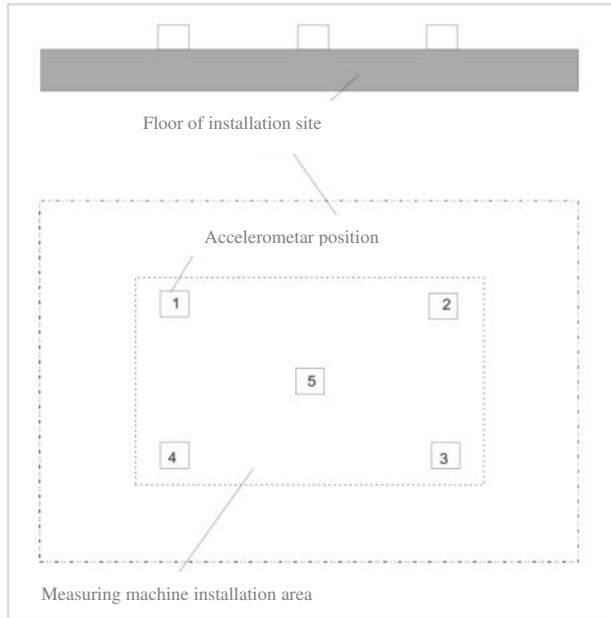 Floor of installation site
Accelerometar position
1
2
5
4
3
Measuring machine installation area